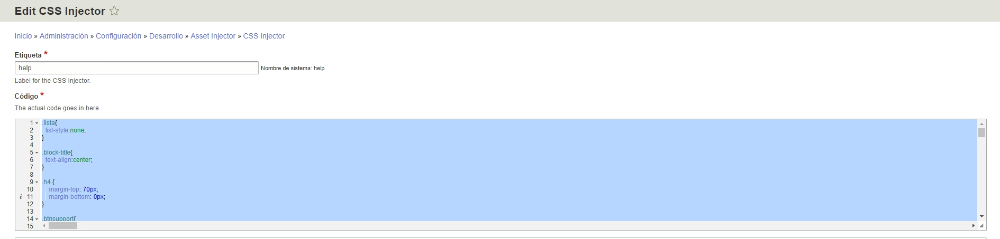 Edit CSS Injector
Inicio » Administración » Configuración » Desarrollo » Asset Injector » CSS Injector
Etiqueta *
help
Nombre de sistema: help
Label for the CSS Injector.
Código *
The actual code goes in here.
1 .lista{
2 list-style:none;
3 }
4
5 .block-title{
6 text-align:center;
7 }
8
9 .h4 {
10 margin-top: 70px;
i 11 margin-bottom: 0px;
12 }
13
14 .btnsupport{
15